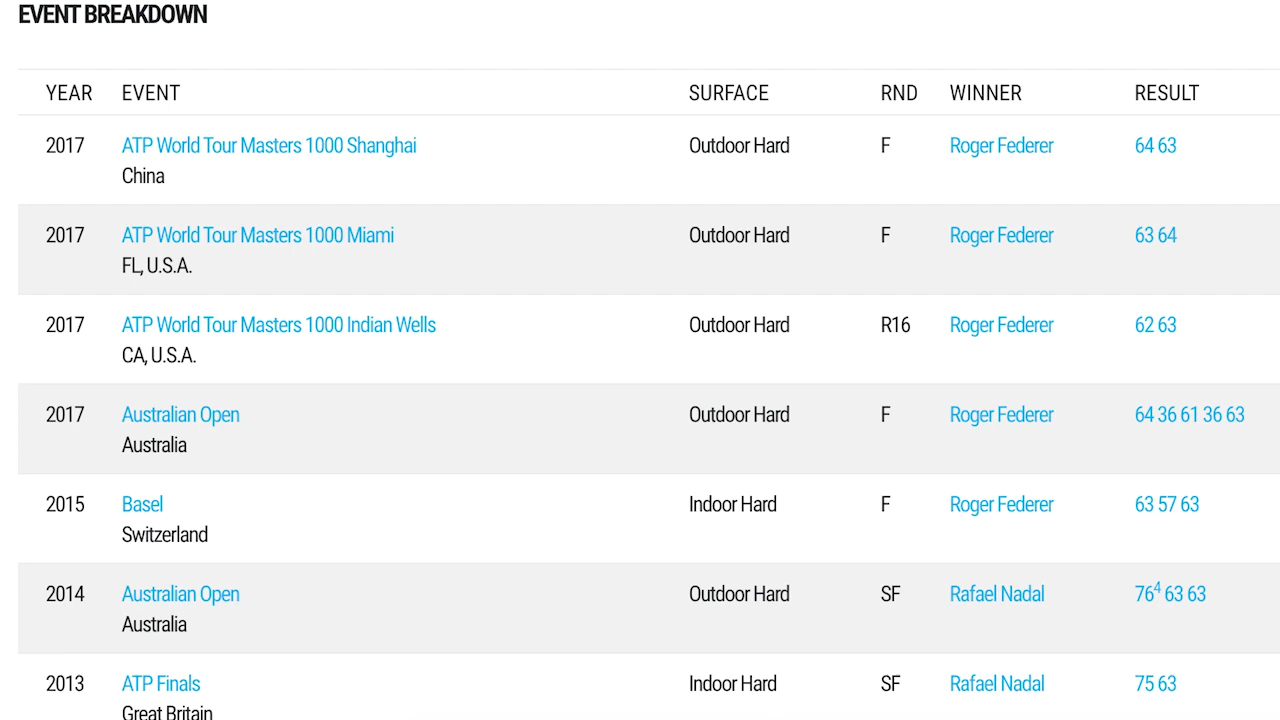 EVENT BREAKDOWN
YEAR EVENT SURFACE RND WINNER RESULT
2017 ATP World Tour Masters 1000 Shanghai Outdoor Hard F Roger Federer 64 63
China
2017 ATP World Tour Masters 1000 Miami Outdoor Hard F Roger Federer 63 64
FL, U.S.A.
2017 ATP World Tour Masters 1000 Indian Wells Outdoor Hard R16 Roger Federer 62 63
CA, U.S.A.
2017 Australian Open Outdoor Hard F Roger Federer 64 36 61 36 63
Australia
2015 Basel Indoor Hard F Roger Federer 63 57 63
Switzerland
2014 Australian Open Outdoor Hard SF Rafael Nadal 76⁴ 63 63
Australia
2013 ATP Finals Indoor Hard SF Rafael Nadal 75 63
Great Britain